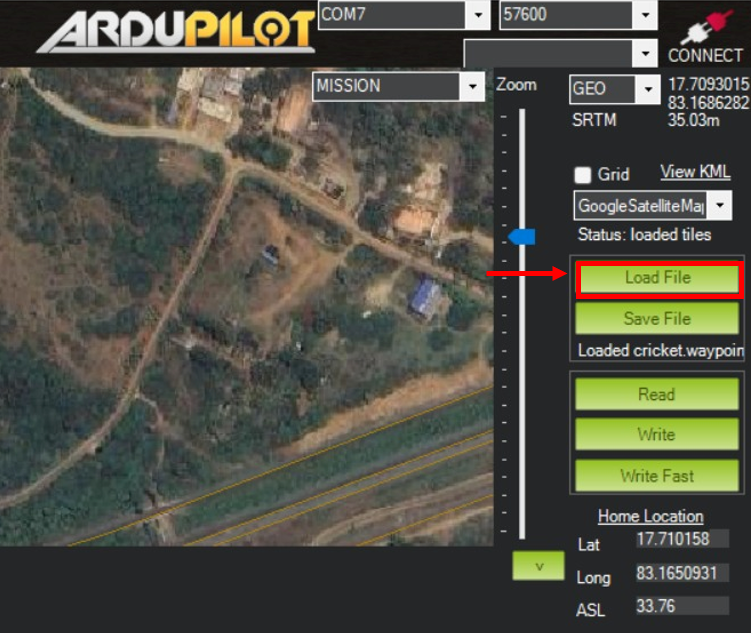 ARDUPILOT
COM7
57600
CONNECT
MISSION
Zoom
GEO
17.7093015
83.1686282
SRTM
35.03m
Grid
View KML
GoogleSatelliteMa
Status: loaded tiles
Load File
Save File
Loaded cricket.waypoin
Read
Write
Write Fast
Home Location
Lat
17.710158
v
Long
83.1650931
ASL
33.76